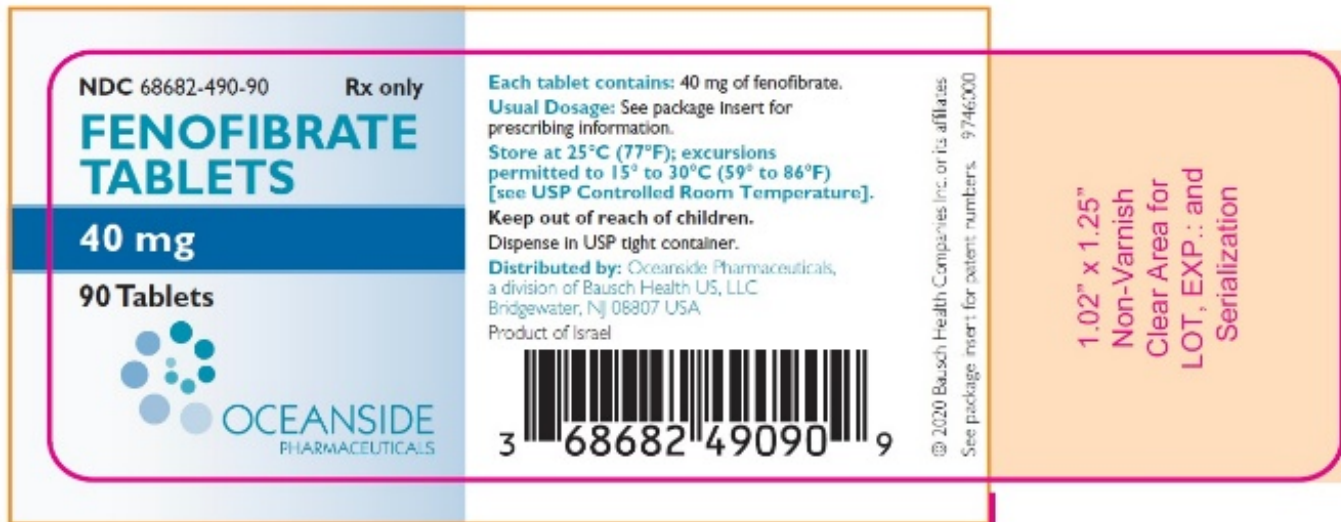 NDC 68682-490-90 Rx only
FENOFIBRATE
TABLETS
40 mg
90 Tablets
OCEANSIDE
PHARMACEUTICALS
Each tablet contains: 40 mg of fenofibrate.
Usual Dosage: See package insert for
prescribing information.
Store at 25°C (77°F); excursions
permitted to 15° to 30°C (59° to 86°F)
[see USP Controlled Room Temperature].
Keep out of reach of children.
Dispense in USP tight container.
Distributed by: Oceanside Pharmaceuticals,
a division of Bausch Health US, LLC
Bridgewater, NJ 08807 USA
Product of Israel
3 68682 49090 9
© 2020 Bausch Health Companies Inc. or its affiliates
See package insert for patent numbers. 9746000
1.02" x 1.25"
Non-Varnish
Clear Area for
LOT, EXP.: and
Serialization